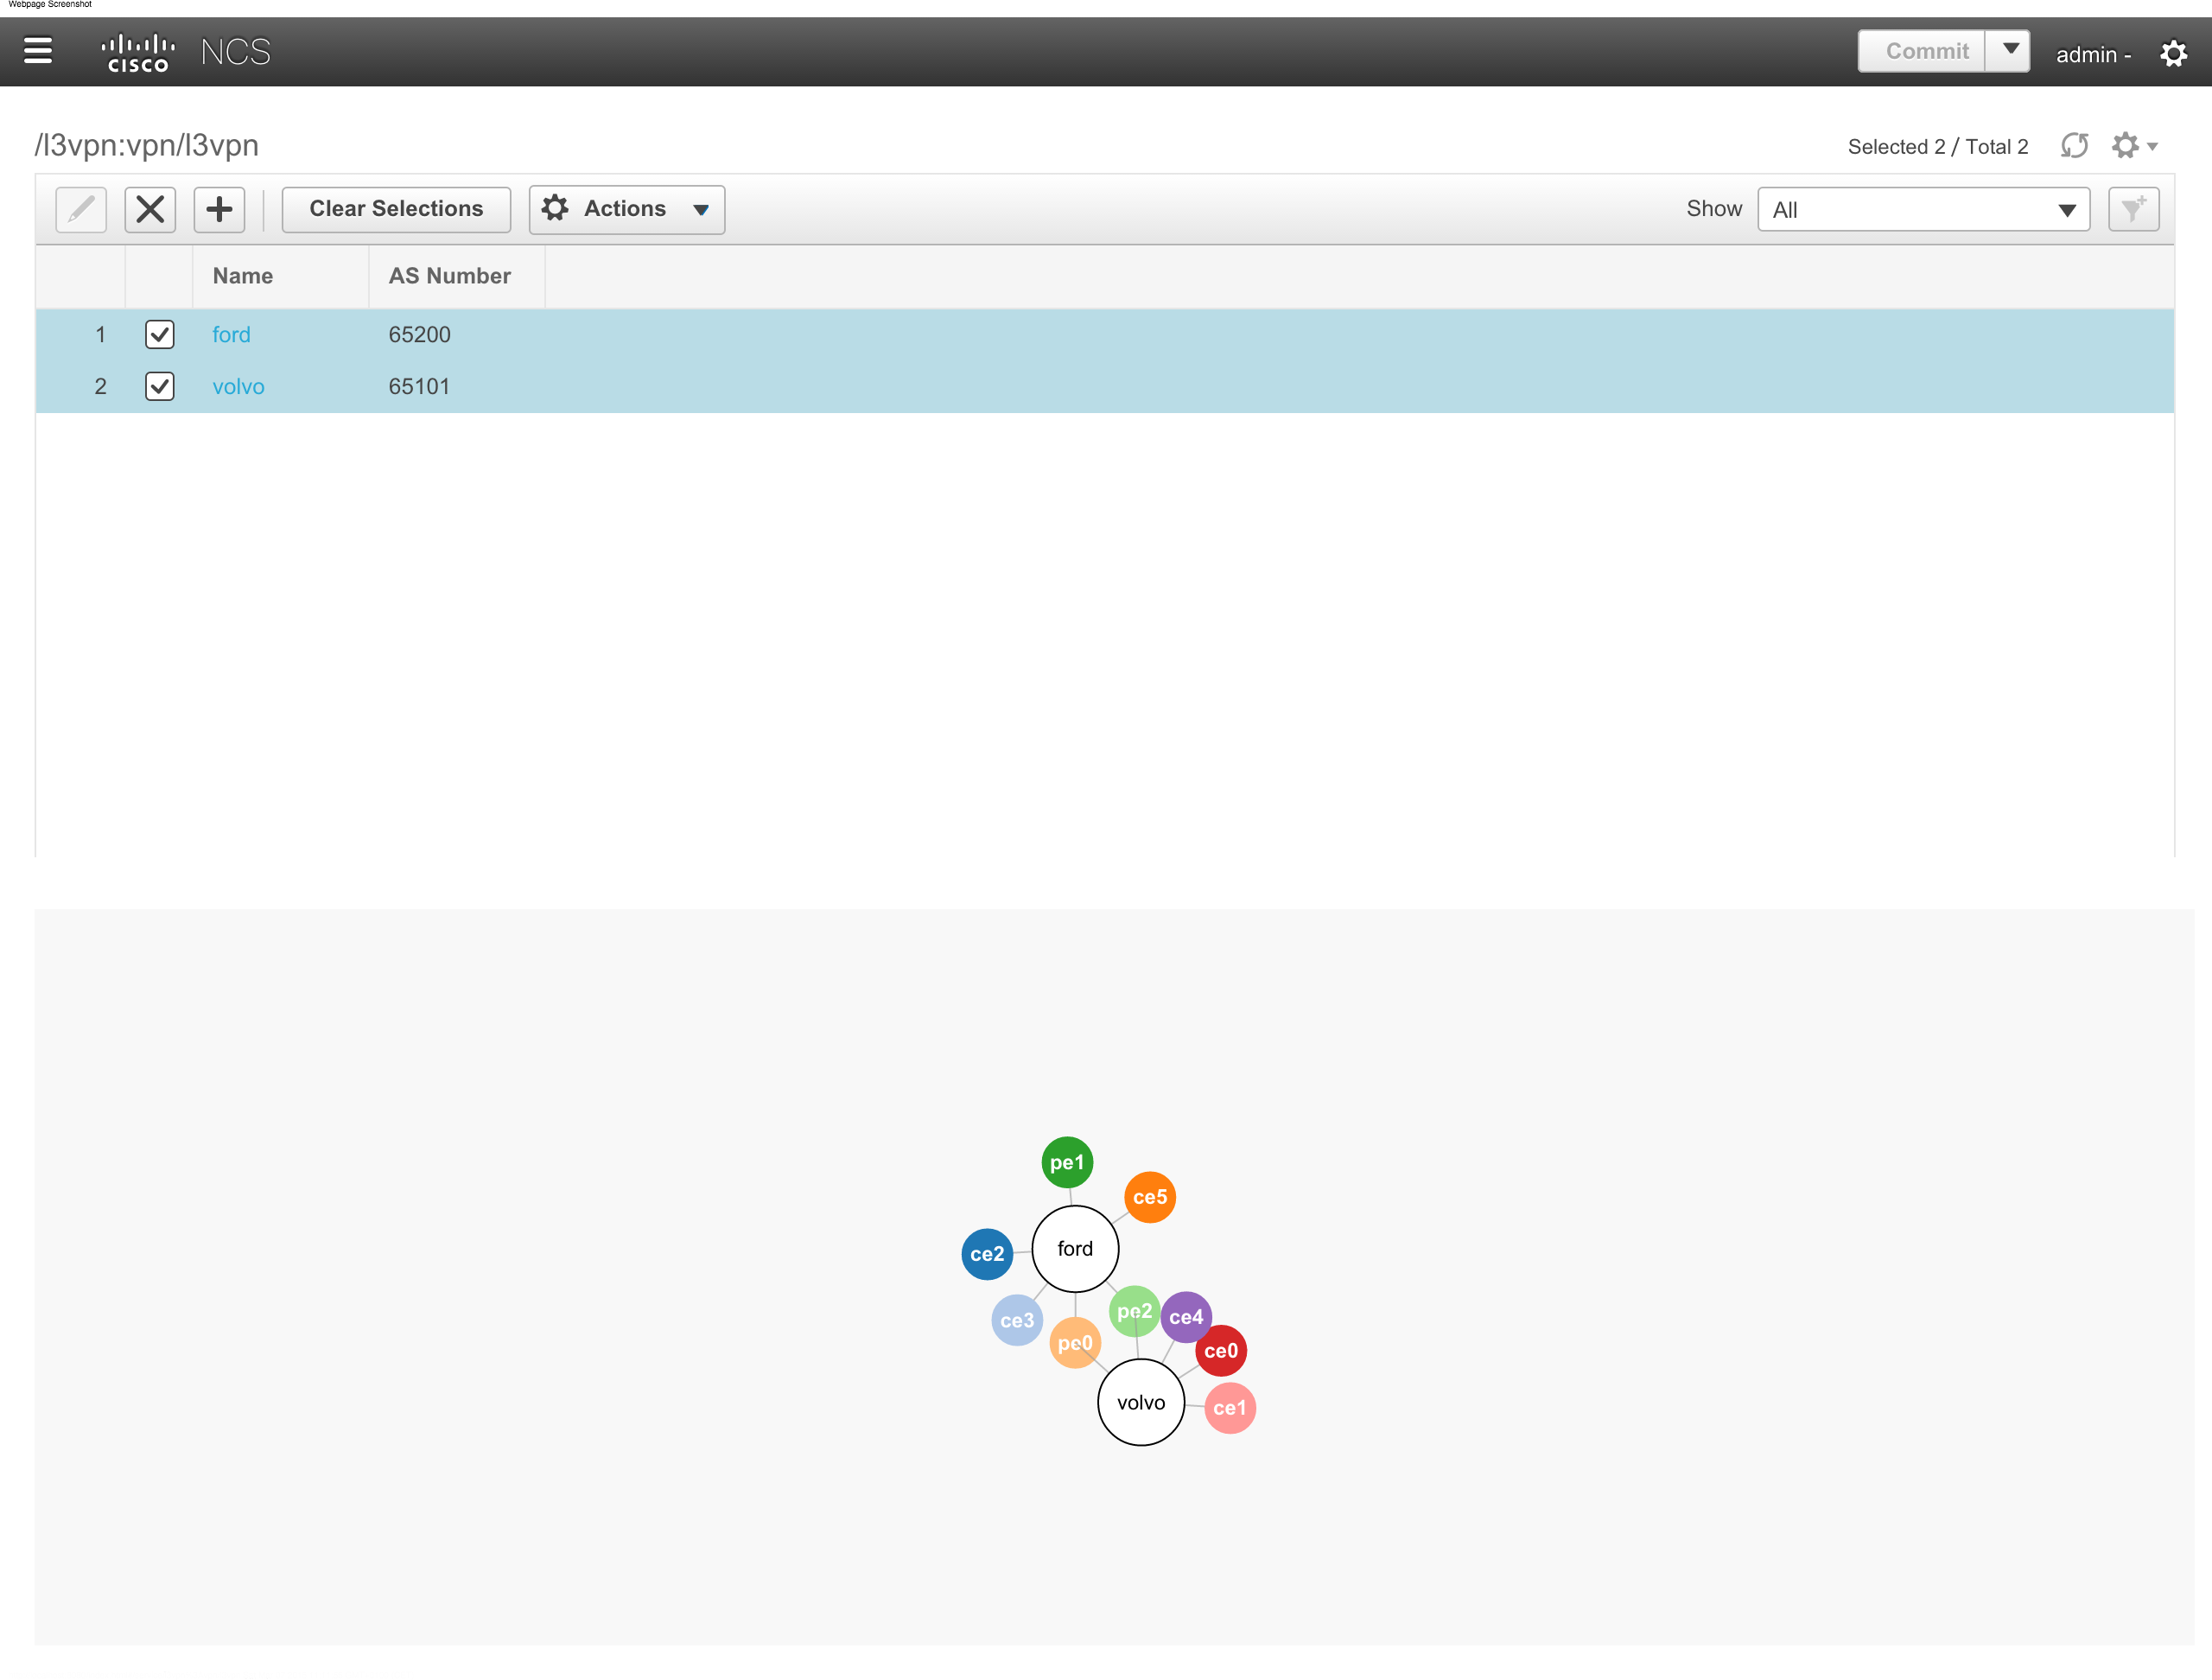 Webpage Screenshot
cisco NCS Commit admin -
/l3vpn:vpn/l3vpn Selected 2 / Total 2
Clear Selections Actions Show All
Name AS Number
1 ford 65200
2 volvo 65101
pe1
ce5
ford
ce2
pe2
ce4
ce3
pe0
ce0
volvo
ce1